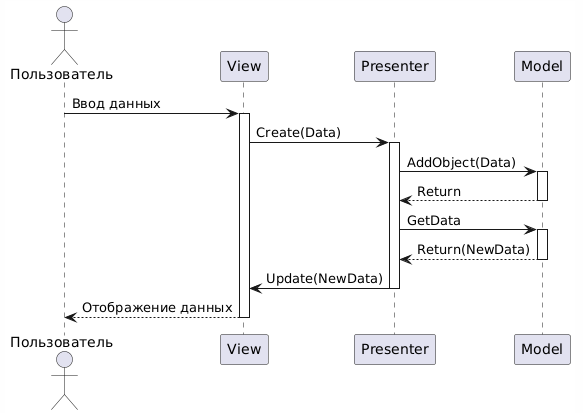 Пользователь
View
Presenter
Model
Ввод данных
Create(Data)
AddObject(Data)
Return
GetData
Return(NewData)
Update(NewData)
Отображение данных
Пользователь
View
Presenter
Model